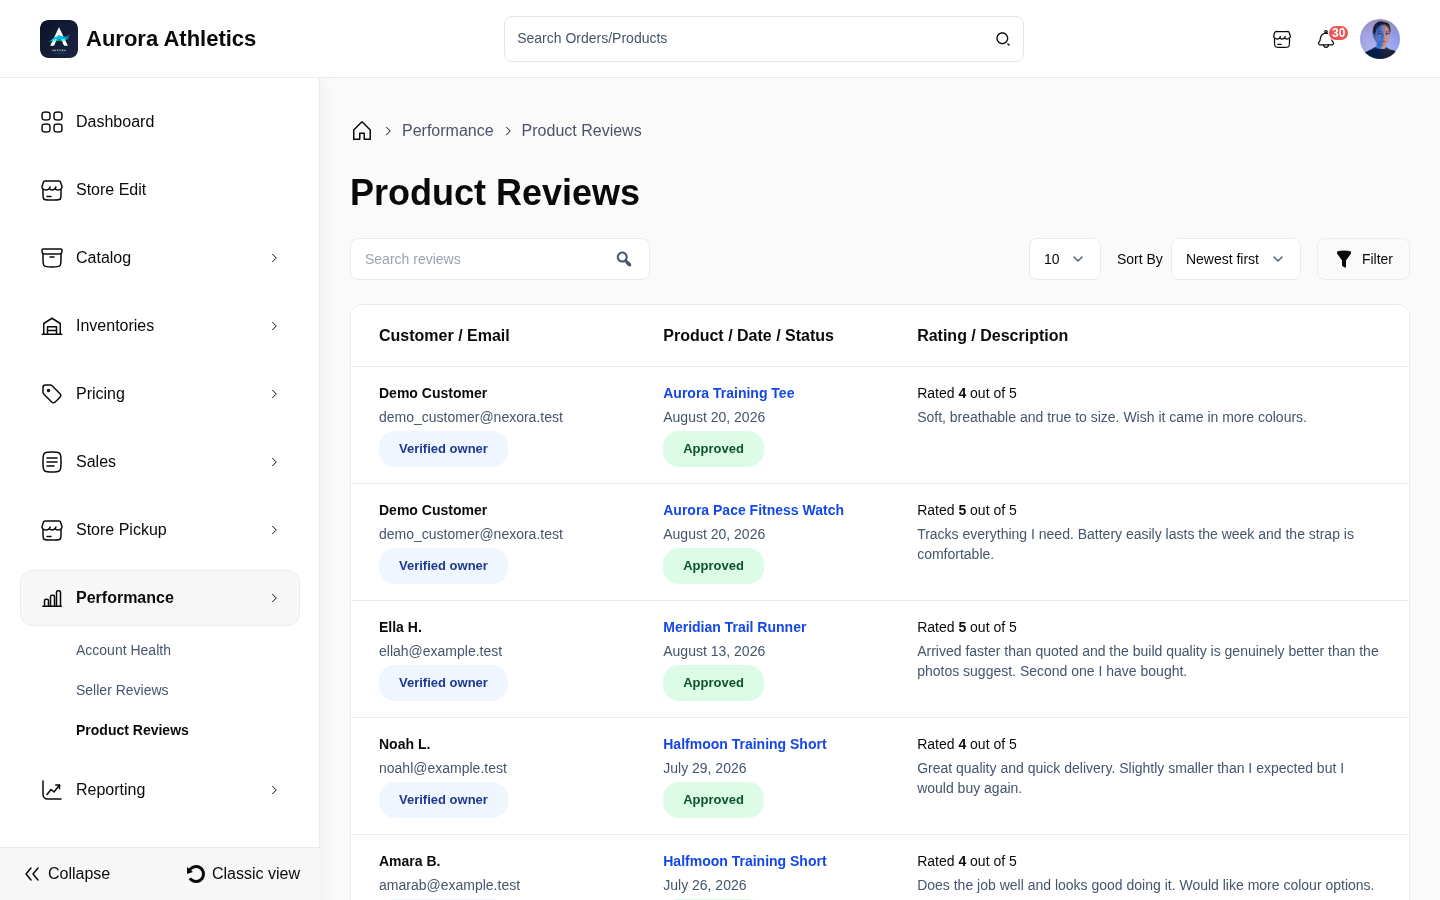 Aurora Athletics
Search Orders/Products
30
Dashboard
Store Edit
Catalog
Inventories
Pricing
Sales
Store Pickup
Performance
Account Health
Seller Reviews
Product Reviews
Reporting
Collapse
Classic view
Performance
Product Reviews
Product Reviews
Search reviews
10
Sort By
Newest first
Filter
Customer / Email
Product / Date / Status
Rating / Description
Demo Customer
demo_customer@nexora.test
Verified owner
Aurora Training Tee
August 20, 2026
Approved
Rated 4 out of 5
Soft, breathable and true to size. Wish it came in more colours.
Demo Customer
demo_customer@nexora.test
Verified owner
Aurora Pace Fitness Watch
August 20, 2026
Approved
Rated 5 out of 5
Tracks everything I need. Battery easily lasts the week and the strap is
comfortable.
Ella H.
ellah@example.test
Verified owner
Meridian Trail Runner
August 13, 2026
Approved
Rated 5 out of 5
Arrived faster than quoted and the build quality is genuinely better than the
photos suggest. Second one I have bought.
Noah L.
noahl@example.test
Verified owner
Halfmoon Training Short
July 29, 2026
Approved
Rated 4 out of 5
Great quality and quick delivery. Slightly smaller than I expected but I
would buy again.
Amara B.
amarab@example.test
Halfmoon Training Short
July 26, 2026
Rated 4 out of 5
Does the job well and looks good doing it. Would like more colour options.